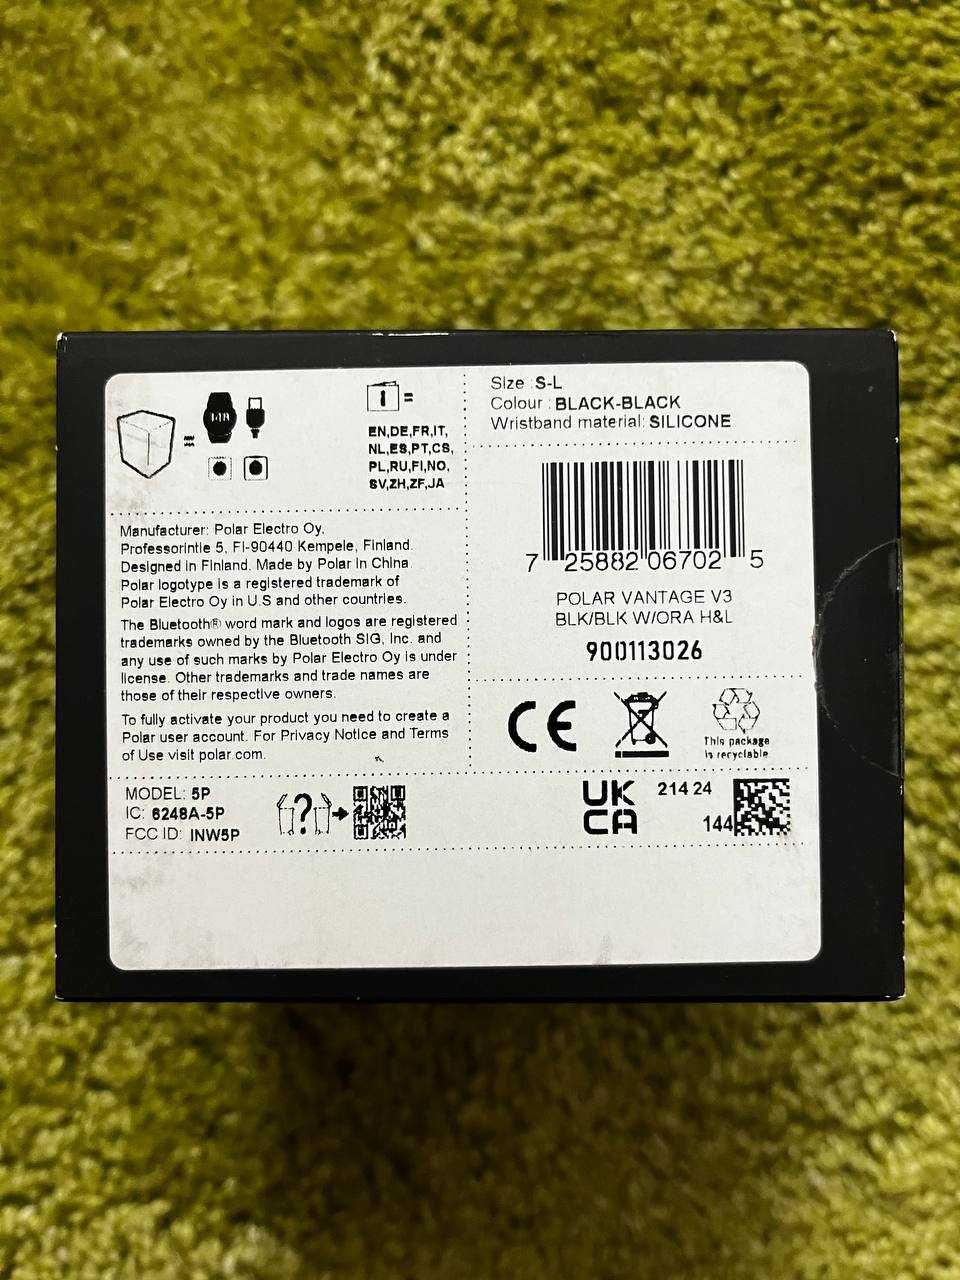 EN,DE,FR,IT,
NL,ES,PT,CS,
PL,RU,FI,NO,
SV,ZH,ZF,JA
Size : S-L
Colour : BLACK-BLACK
Wristband material: SILICONE
7 25882 06702 5
POLAR VANTAGE V3
BLK/BLK W/ORA H&L
900113026
Manufacturer: Polar Electro Oy,
Professorintie 5, FI-90440 Kempele, Finland.
Designed in Finland. Made by Polar in China
Polar logotype is a registered trademark of
Polar Electro Oy in U.S and other countries.
The Bluetooth® word mark and logos are registered
trademarks owned by the Bluetooth SIG, Inc. and
any use of such marks by Polar Electro Oy is under
license. Other trademarks and trade names are
those of their respective owners.
To fully activate your product you need to create a
Polar user account. For Privacy Notice and Terms
of Use visit polar.com.
CE
This package
is recyclable
MODEL: 5P
IC: 6248A-5P
FCC ID: INW5P
?
UK
CA
214 24
144